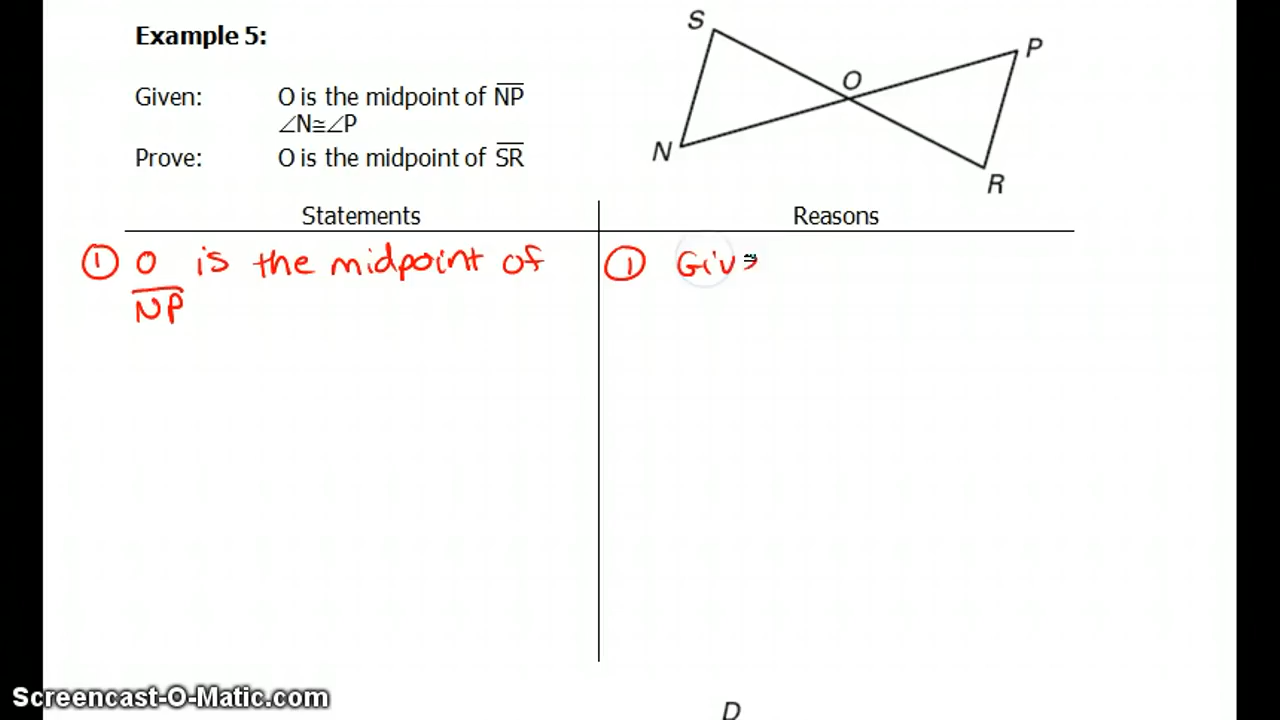 Example 5:
Given: O is the midpoint of NP
∠N≅∠P
Prove: O is the midpoint of SR
S
P
O
N
R
Statements Reasons
① O is the midpoint of
NP
① Giv
Screencast-O-Matic.com
D